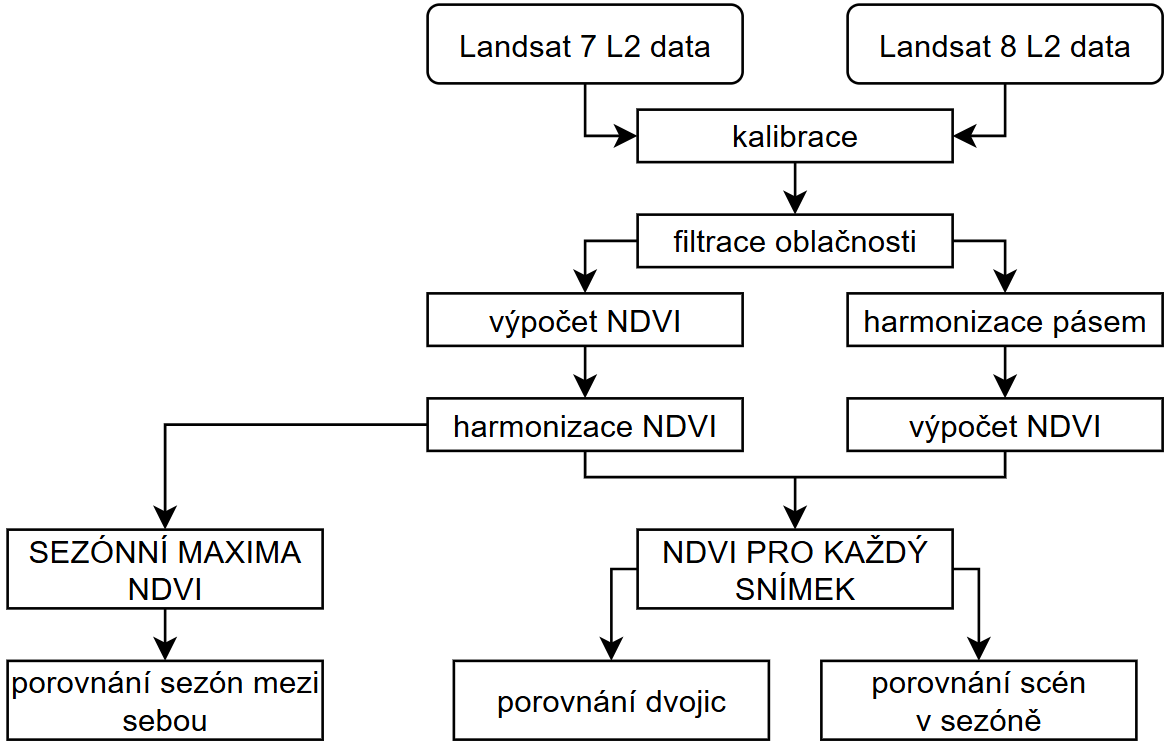 Landsat 7 L2 data
Landsat 8 L2 data
kalibrace
filtrace oblačnosti
výpočet NDVI
harmonizace pásem
harmonizace NDVI
výpočet NDVI
SEZÓNNÍ MAXIMA
NDVI
NDVI PRO KAŽDÝ
SNÍMEK
porovnání sezón mezi
sebou
porovnání dvojic
porovnání scén
v sezóně